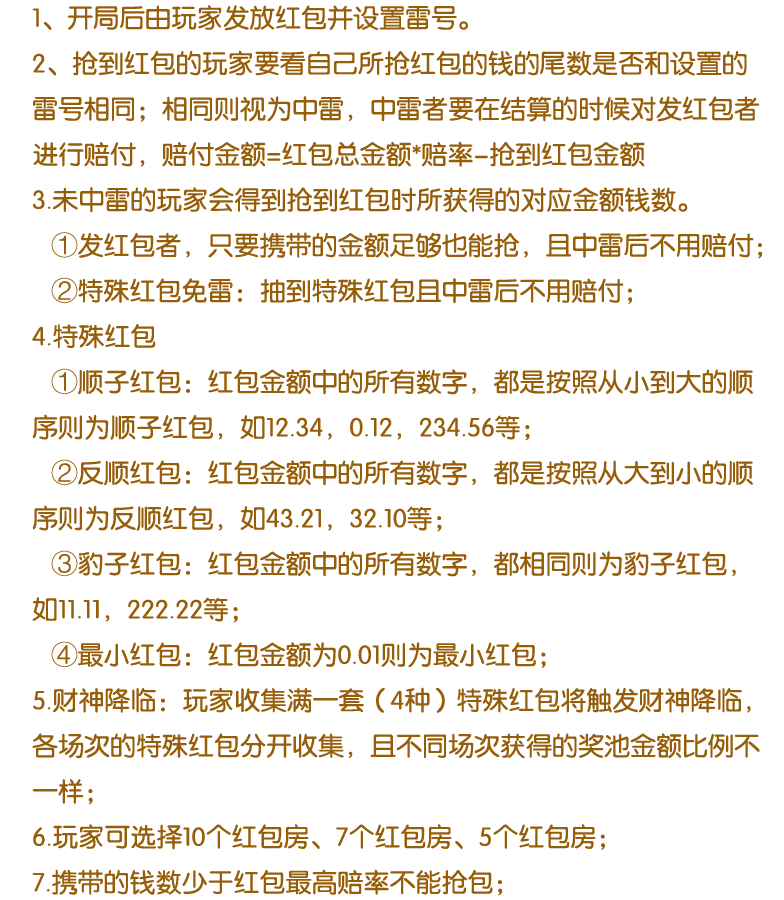 1、开局后由玩家发放红包并设置雷号。
2、抢到红包的玩家要看自己所抢红包的钱的尾数是否和设置的
雷号相同；相同则视为中雷，中雷者要在结算的时候对发红包者
进行赔付，赔付金额=红包总金额*赔率-抢到红包金额
3.未中雷的玩家会得到抢到红包时所获得的对应金额钱数。
①发红包者，只要携带的金额足够也能抢，且中雷后不用赔付；
②特殊红包免雷：抽到特殊红包且中雷后不用赔付；
4.特殊红包
①顺子红包：红包金额中的所有数字，都是按照从小到大的顺
序则为顺子红包，如12.34，0.12，234.56等；
②反顺红包：红包金额中的所有数字，都是按照从大到小的顺
序则为反顺红包，如43.21，32.10等；
③豹子红包：红包金额中的所有数字，都相同则为豹子红包，
如11.11，222.22等；
④最小红包：红包金额为0.01则为最小红包；
5.财神降临：玩家收集满一套（4种）特殊红包将触发财神降临，
各场次的特殊红包分开收集，且不同场次获得的奖池金额比例不
一样；
6.玩家可选择10个红包房、7个红包房、5个红包房；
7.携带的钱数少于红包最高赔率不能抢包；